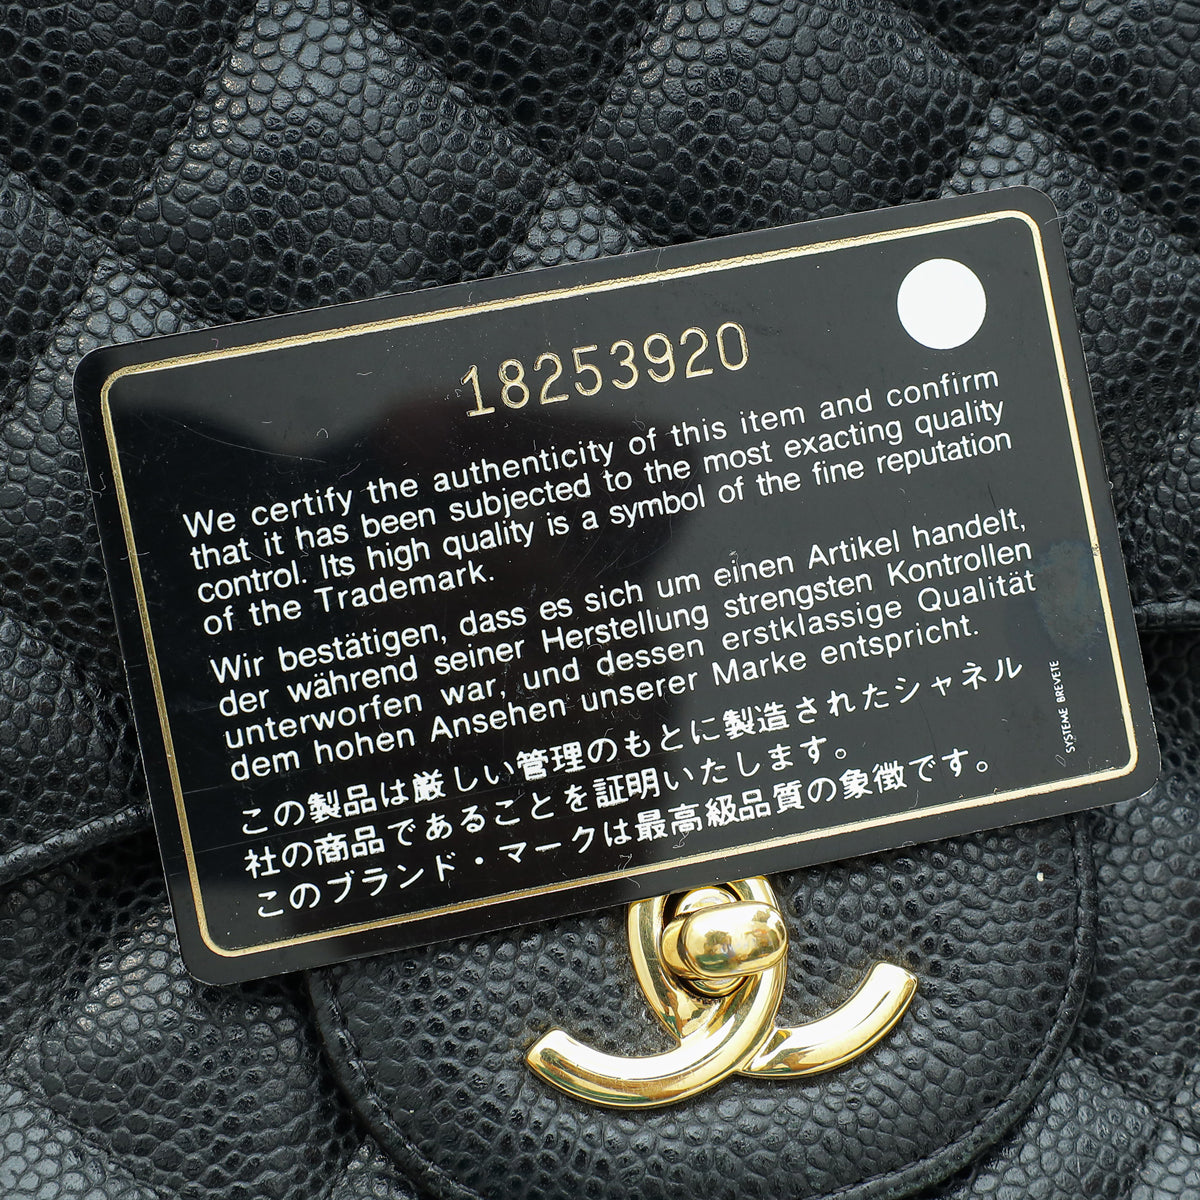 18253920
We certify the authenticity of this item and confirm
that it has been subjected to the most exacting quality
control. Its high quality is a symbol of the fine reputation
of the Trademark.
Wir bestätigen, dass es sich um einen Artikel handelt,
der während seiner Herstellung strengsten Kontrollen
unterworfen war, und dessen erstklassige Qualität
dem hohen Ansehen unserer Marke entspricht.
この製品は厳しい管理のもとに製造されたシャネル
社の商品であることを証明いたします。
このブランド・マークは最高級品質の象徴です。
SYSTEME BREVETE